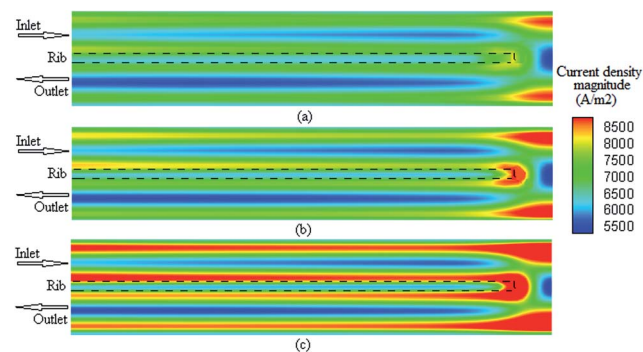 Inlet
Rib
Outlet
(a)
Inlet
Rib
Outlet
(b)
Inlet
Rib
Outlet
(c)
Current density
magnitude
(A/m2)
8500
8000
7500
7000
6500
6000
5500